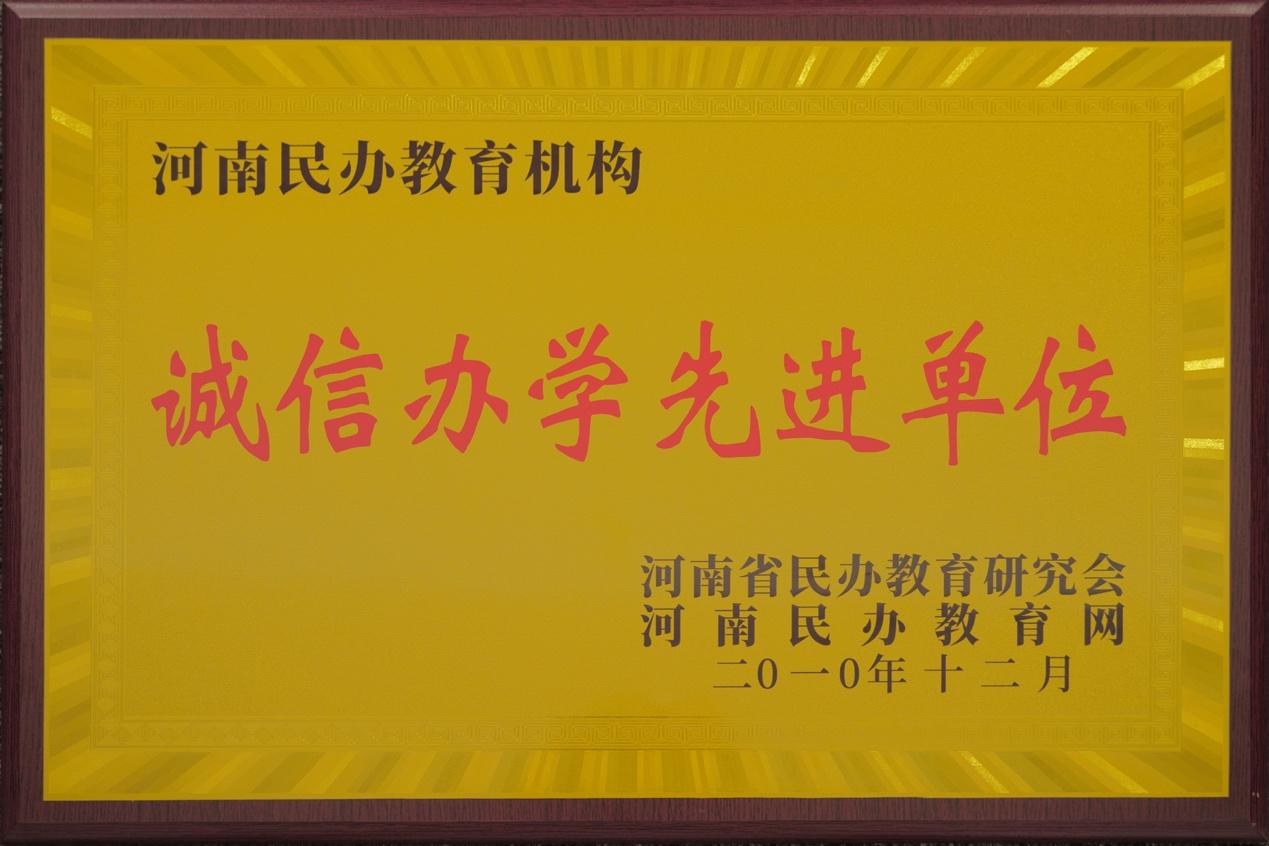 河南民办教育机构
诚信办学先进单位
河南省民办教育研究会
河南民办教育网
二0一0年十二月